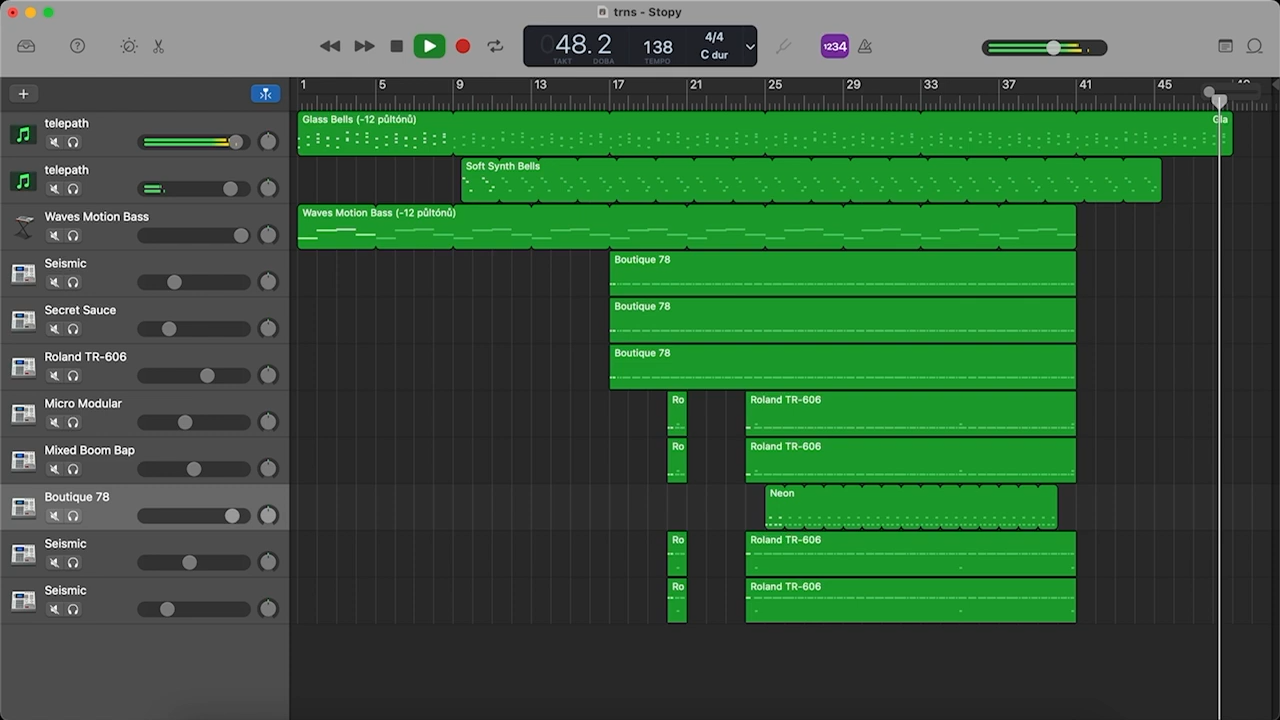 trns - Stopy
48. 2
TAKT DOBA
138
TEMPO
4/4
C dur
1234
1 5 9 13 17 21 25 29 33 37 41 45
telepath
Glass Bells (-12 půltónů)
Gla
telepath
Soft Synth Bells
Waves Motion Bass
Waves Motion Bass (-12 půltónů)
Seismic
Boutique 78
Secret Sauce
Boutique 78
Roland TR-606
Boutique 78
Micro Modular
Ro
Roland TR-606
Mixed Boom Bap
Ro
Roland TR-606
Boutique 78
Neon
Seismic
Ro
Roland TR-606
Seismic
Ro
Roland TR-606